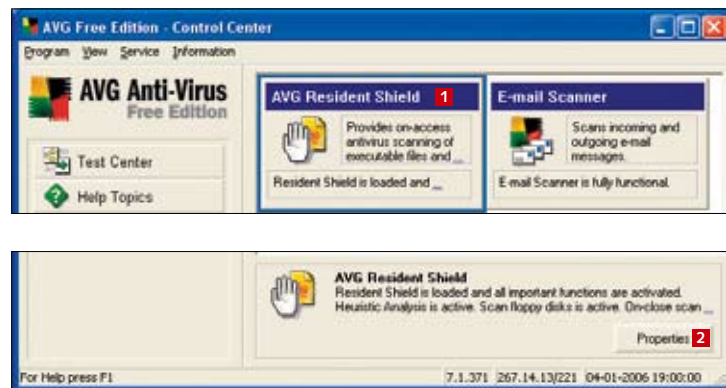 AVG Free Edition - Control Center
Program View Service Information
AVG Anti-Virus
Free Edition
Test Center
Help Topics
AVG Resident Shield 1
Provides on-access
antivirus scanning of
executable files and ...
Resident Shield is loaded and ...
E-mail Scanner
Scans incoming and
outgoing e-mail
messages.
E-mail Scanner is fully functional.
AVG Resident Shield
Resident Shield is loaded and all important functions are activated.
Heuristic Analysis is active. Scan floppy disks is active. On-close scan ...
Properties 2
For Help press F1
7.1.371 267.14.13/221 04-01-2006 19:00:00